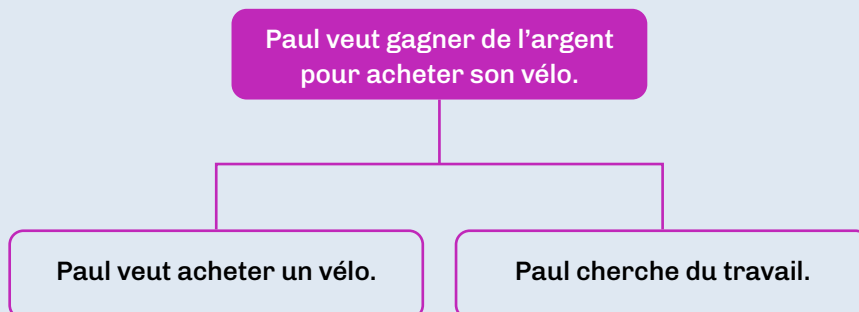 Paul veut gagner de l’argent
pour acheter son vélo.
Paul veut acheter un vélo.
Paul cherche du travail.